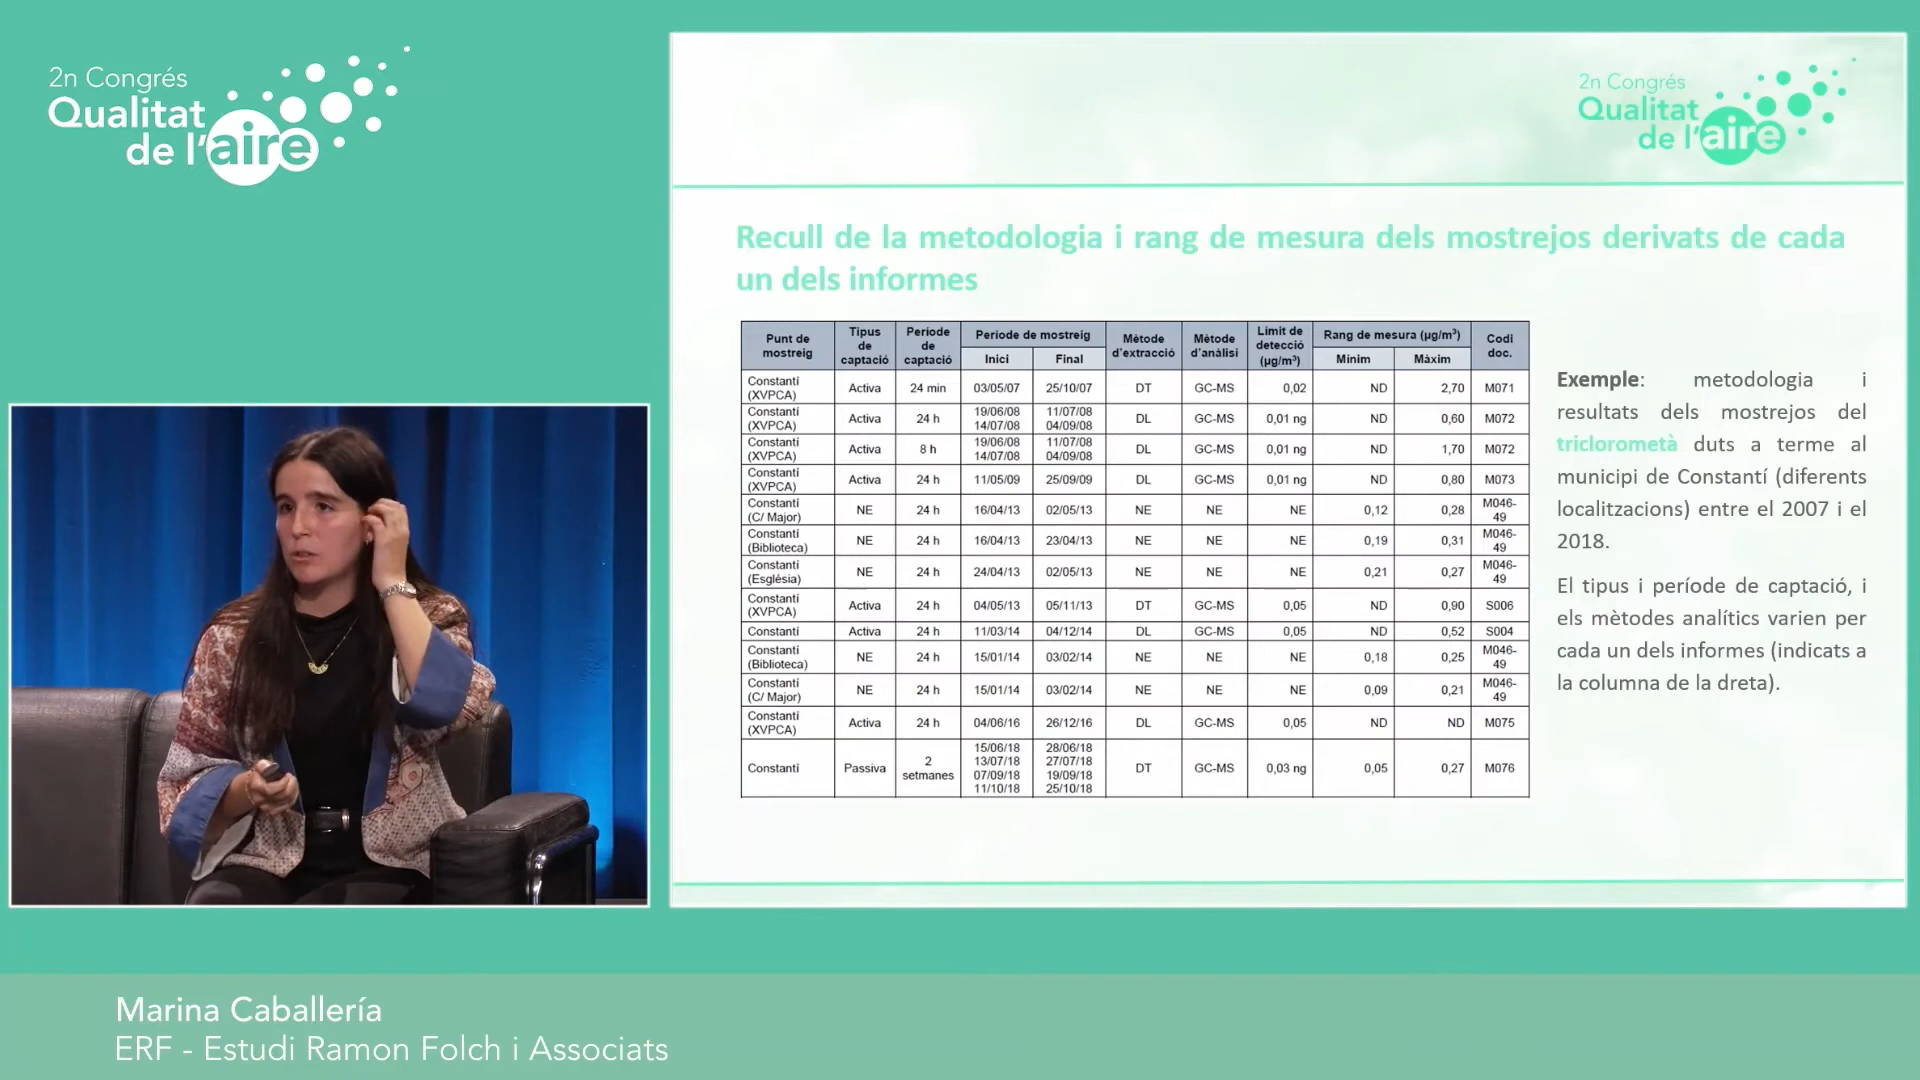 2n Congrés
Qualitat
de l'aire
2n Congrés
Qualitat
de l'aire
Recull de la metodologia i rang de mesura dels mostrejos derivats de cada
un dels informes
Punt de mostreig | Tipus de captació | Període de captació | Període de mostreig | Mètode d'extracció | Mètode d'anàlisi | Límit de detecció (µg/m³) | Rang de mesura (µg/m³) | Codi doc.
Inici | Final | Mínim | Màxim
Constantí (XVPCA) | Activa | 24 min | 03/05/07 | 25/10/07 | DT | GC-MS | 0,02 | ND | 2,70 | M071
Constantí (XVPCA) | Activa | 24 h | 19/06/08 14/07/08 | 11/07/08 04/09/08 | DL | GC-MS | 0,01 ng | ND | 0,60 | M072
Constantí (XVPCA) | Activa | 8 h | 19/06/08 14/07/08 | 11/07/08 04/09/08 | DL | GC-MS | 0,01 ng | ND | 1,70 | M072
Constantí (XVPCA) | Activa | 24 h | 11/05/09 | 25/09/09 | DL | GC-MS | 0,01 ng | ND | 0,80 | M073
Constantí (C/ Major) | NE | 24 h | 16/04/13 | 02/05/13 | NE | NE | NE | 0,12 | 0,28 | M046-49
Constantí (Biblioteca) | NE | 24 h | 16/04/13 | 23/04/13 | NE | NE | NE | 0,19 | 0,31 | M046-49
Constantí (Església) | NE | 24 h | 24/04/13 | 02/05/13 | NE | NE | NE | 0,21 | 0,27 | M046-49
Constantí (XVPCA) | Activa | 24 h | 04/05/13 | 05/11/13 | DT | GC-MS | 0,05 | ND | 0,90 | S006
Constantí | Activa | 24 h | 11/03/14 | 04/12/14 | DL | GC-MS | 0,05 | ND | 0,52 | S004
Constantí (Biblioteca) | NE | 24 h | 15/01/14 | 03/02/14 | NE | NE | NE | 0,18 | 0,25 | M046-49
Constantí (C/ Major) | NE | 24 h | 15/01/14 | 03/02/14 | NE | NE | NE | 0,09 | 0,21 | M046-49
Constantí (XVPCA) | Activa | 24 h | 04/06/16 | 26/12/16 | DL | GC-MS | 0,05 | ND | ND | M075
Constantí | Passiva | 2 setmanes | 15/06/18 13/07/18 07/09/18 11/10/18 | 28/06/18 27/07/18 19/09/18 25/10/18 | DT | GC-MS | 0,03 ng | 0,05 | 0,27 | M076
Exemple: metodologia i
resultats dels mostrejos del
triclorometà duts a terme al
municipi de Constantí (diferents
localitzacions) entre el 2007 i el
2018.
El tipus i període de captació, i
els mètodes analítics varien per
cada un dels informes (indicats a
la columna de la dreta).
Marina Caballería
ERF - Estudi Ramon Folch i Associats